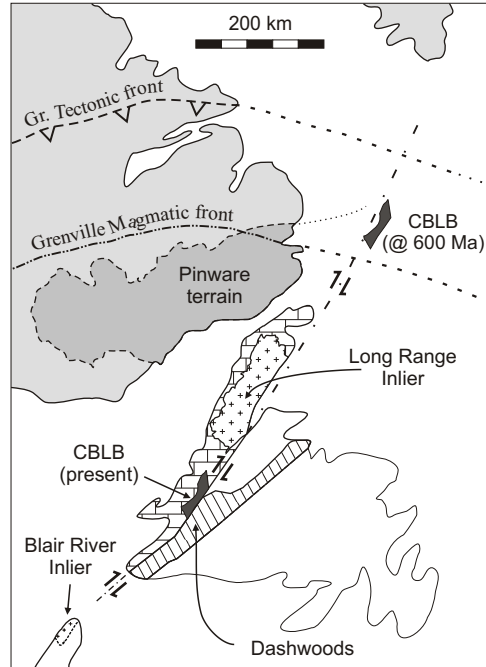 200 km
Gr. Tectonic front
CBLB
(@ 600 Ma)
Grenville Magmatic front
Pinware
terrain
Long Range
Inlier
CBLB
(present)
Blair River
Inlier
Dashwoods